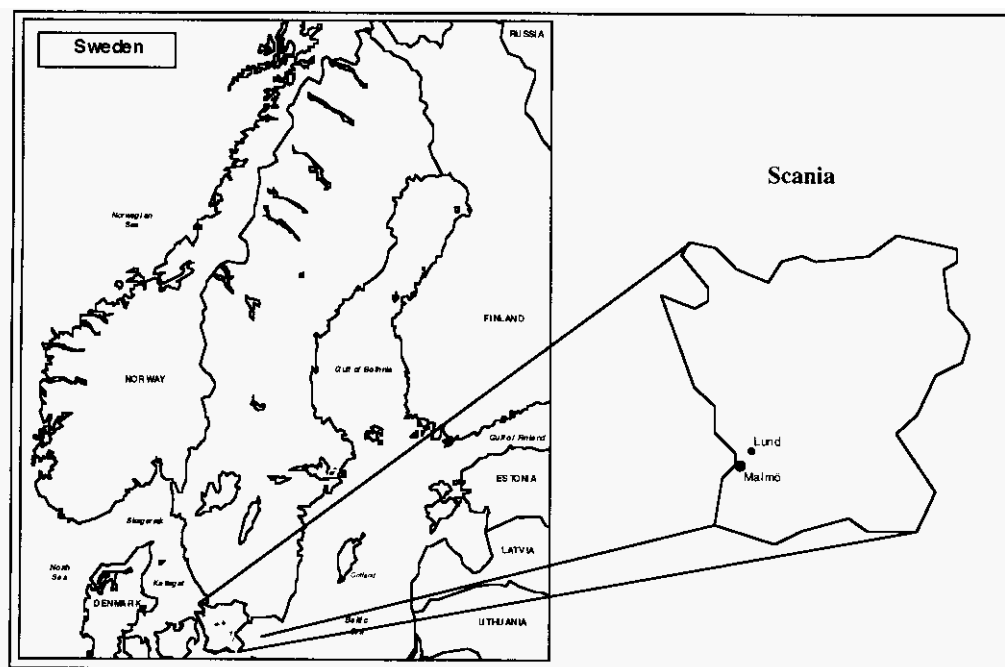 Sweden
RUSSIA
Scania
Norwegian
Sea
FINLAND
Gulf of Bothnia
NORWAY
Gulf of Finland
Lund
Malmö
ESTONIA
Skagerrak
LATVIA
North
Sea
Kattegat
Gotland
DENMARK
Baltic
Sea
LITHUANIA